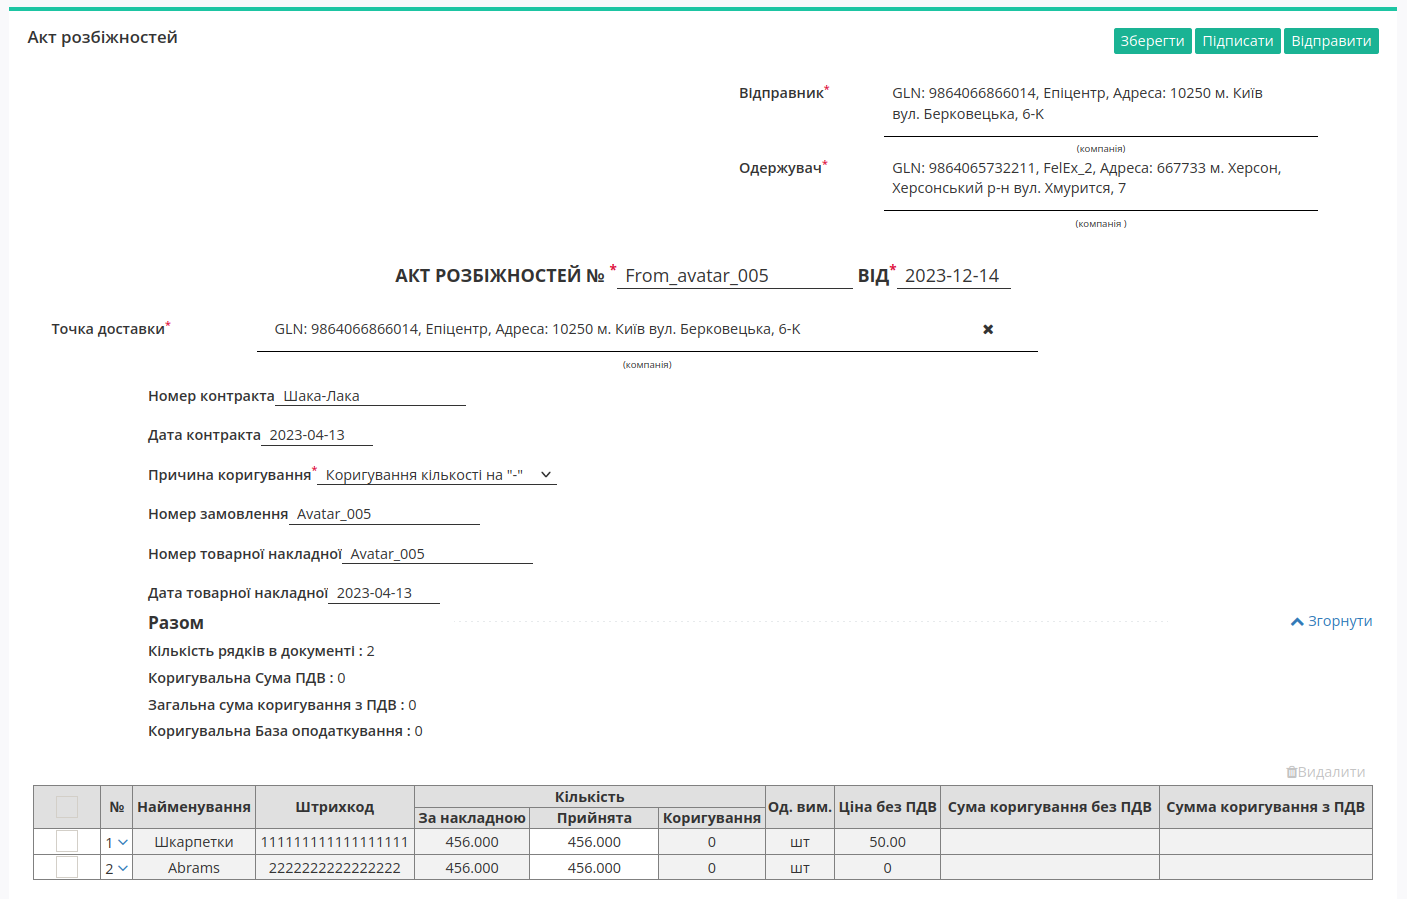 Акт розбіжностей
Зберегти Підписати Відправити
Відправник* GLN: 9864066866014, Епіцентр, Адреса: 10250 м. Київ
вул. Берковецька, 6-К
(компанія)
Одержувач* GLN: 9864065732211, FelEx_2, Адреса: 667733 м. Херсон,
Херсонський р-н вул. Хмурится, 7
(компанія )
АКТ РОЗБІЖНОСТЕЙ № * From_avatar_005 ВІД* 2023-12-14
Точка доставки* GLN: 9864066866014, Епіцентр, Адреса: 10250 м. Київ вул. Берковецька, 6-К ✖
(компанія)
Номер контракта Шака-Лака
Дата контракта 2023-04-13
Причина коригування* Коригування кількості на "-"
Номер замовлення Avatar_005
Номер товарної накладної Avatar_005
Дата товарної накладної 2023-04-13
Разом Згорнути
Кількість рядків в документі : 2
Коригувальна Сума ПДВ : 0
Загальна сума коригування з ПДВ : 0
Коригувальна База оподаткування : 0
Видалити
№ Найменування Штрихкод Кількість Од. вим. Ціна без ПДВ Сума коригування без ПДВ Сумма коригування з ПДВ
За накладною Прийнята Коригування
1 Шкарпетки 111111111111111111 456.000 456.000 0 шт 50.00
2 Abrams 2222222222222222 456.000 456.000 0 шт 0